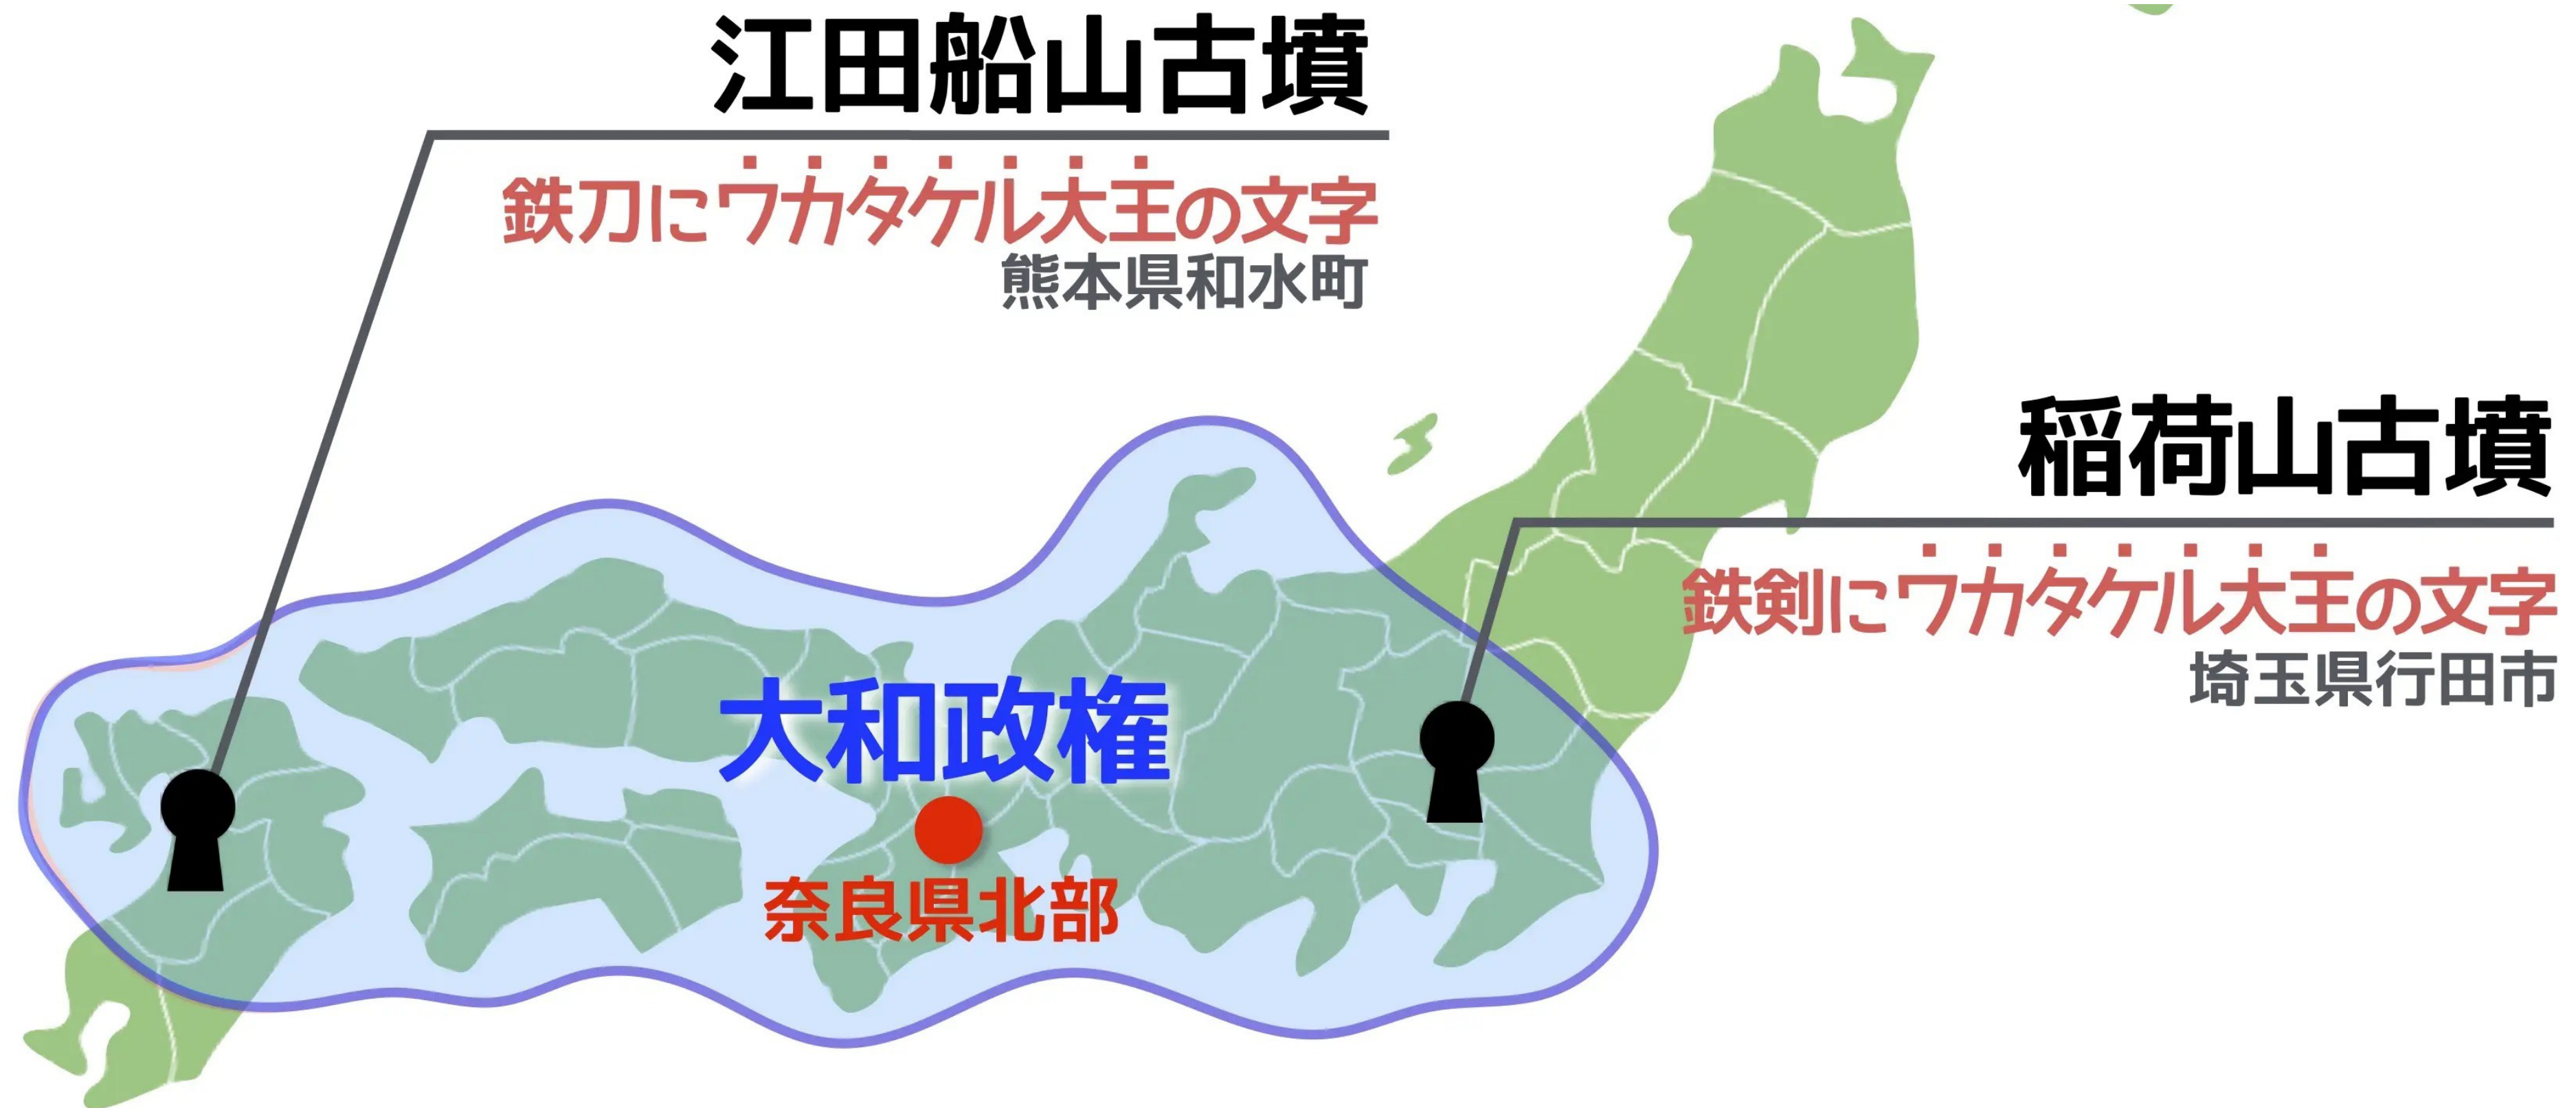 江田船山古墳
鉄刀にワカタケル大王の文字
熊本県和水町
稲荷山古墳
鉄剣にワカタケル大王の文字
埼玉県行田市
大和政権
奈良県北部